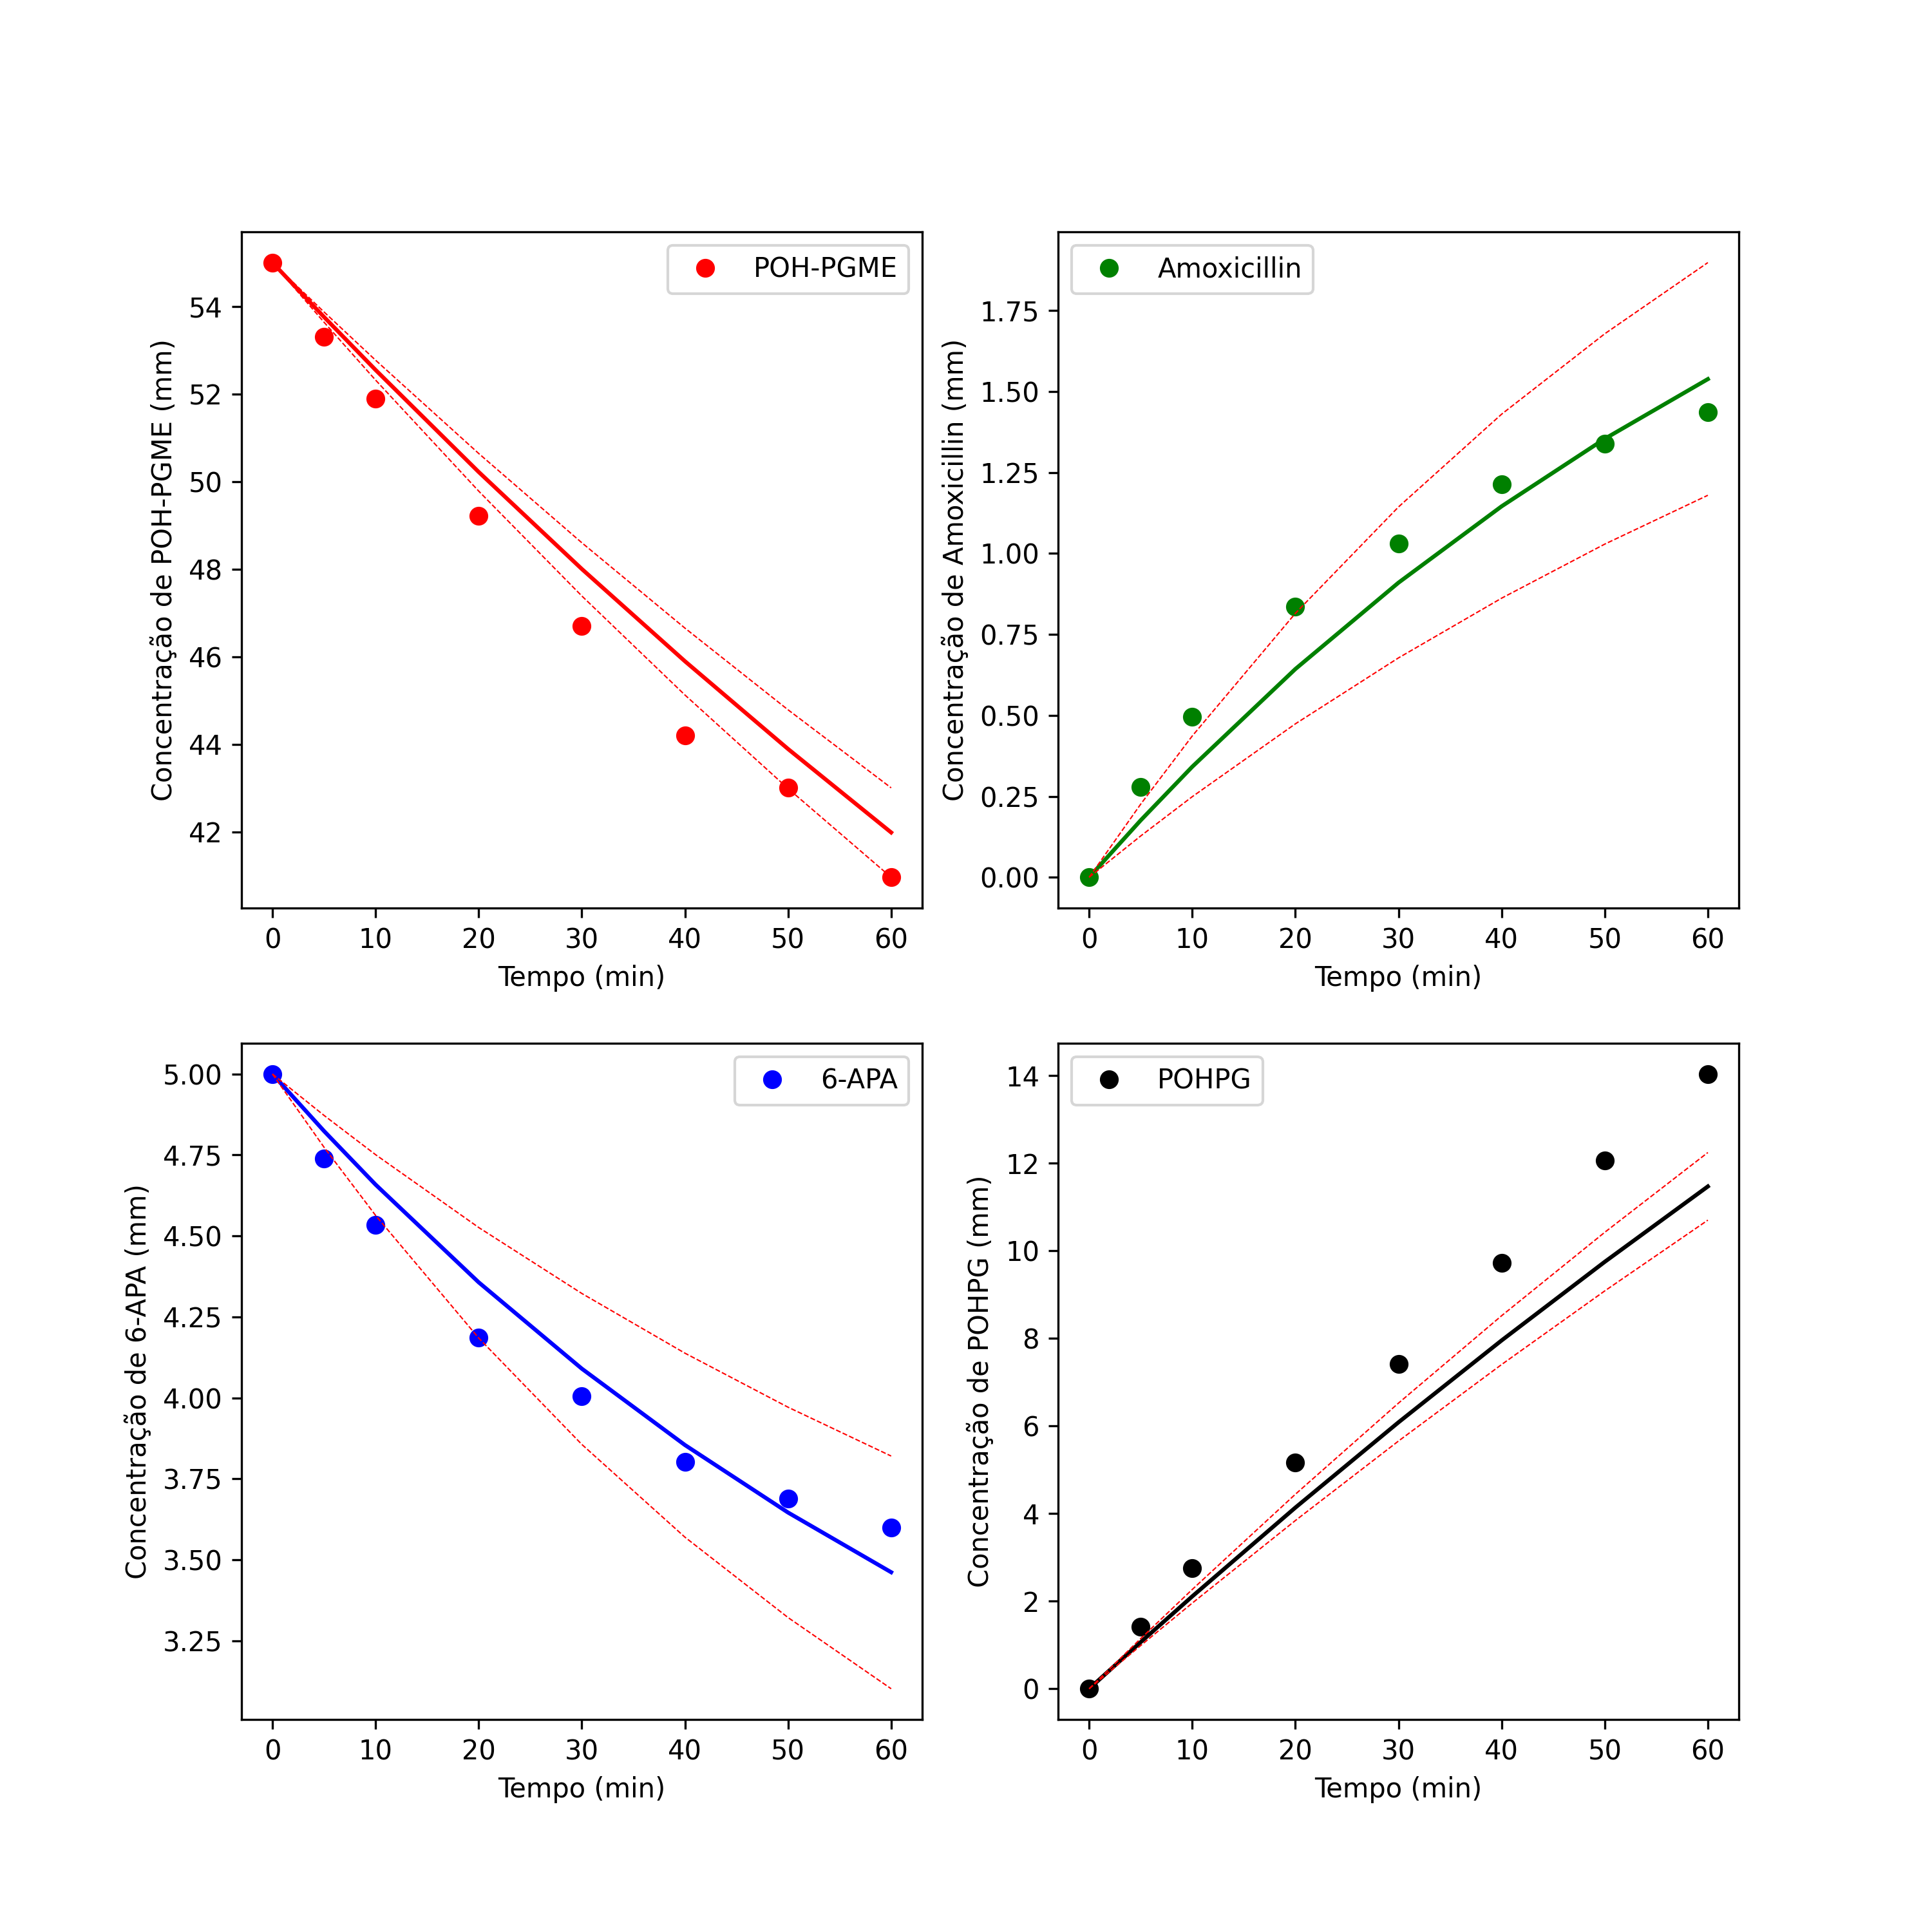 POH-PGME
Concentração de POH-PGME (mm)
54
52
50
48
46
44
42
0 10 20 30 40 50 60
Tempo (min)
Amoxicillin
Concentração de Amoxicillin (mm)
1.75
1.50
1.25
1.00
0.75
0.50
0.25
0.00
0 10 20 30 40 50 60
Tempo (min)
6-APA
Concentração de 6-APA (mm)
5.00
4.75
4.50
4.25
4.00
3.75
3.50
3.25
0 10 20 30 40 50 60
Tempo (min)
POHPG
Concentração de POHPG (mm)
14
12
10
8
6
4
2
0
0 10 20 30 40 50 60
Tempo (min)